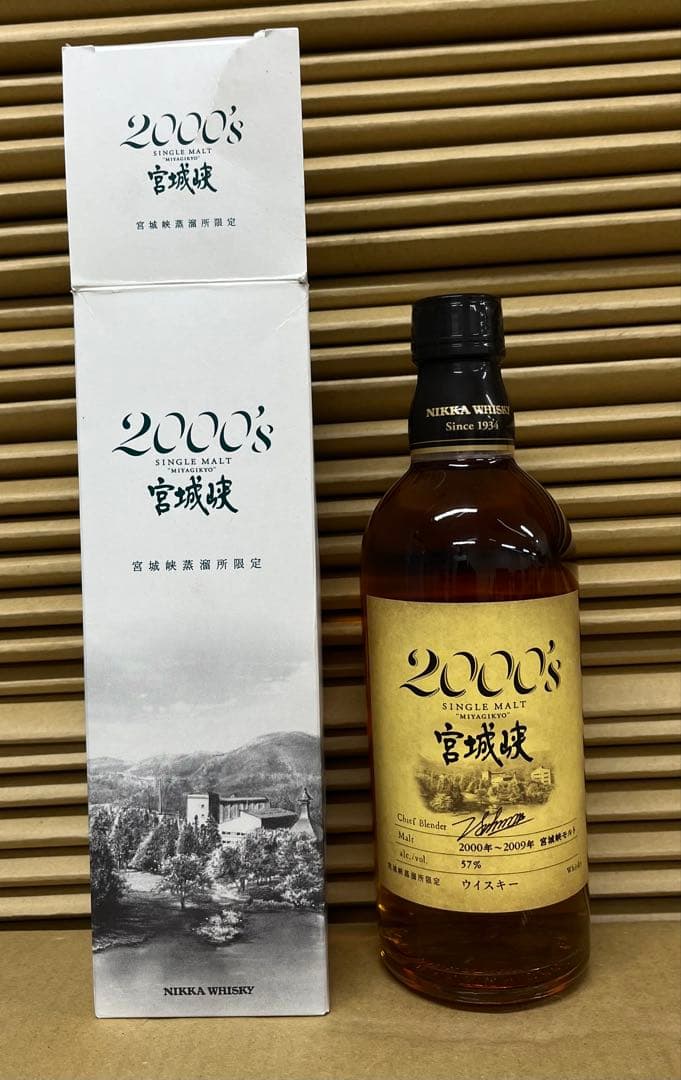 2000's
SINGLE MALT
"MIYAGIKYO"
宮城峡
宮城峡蒸溜所限定
2000's
SINGLE MALT
"MIYAGIKYO"
宮城峡
宮城峡蒸溜所限定
NIKKA WHISKY
NIKKA WHISKY
Since 1934
2000's
SINGLE MALT
"MIYAGIKYO"
宮城峡
Chief Blender
Malt 2000年~2009年 宮城峡モルト
alc./vol. 57%
宮城峡蒸溜所限定 ウイスキー Whisky